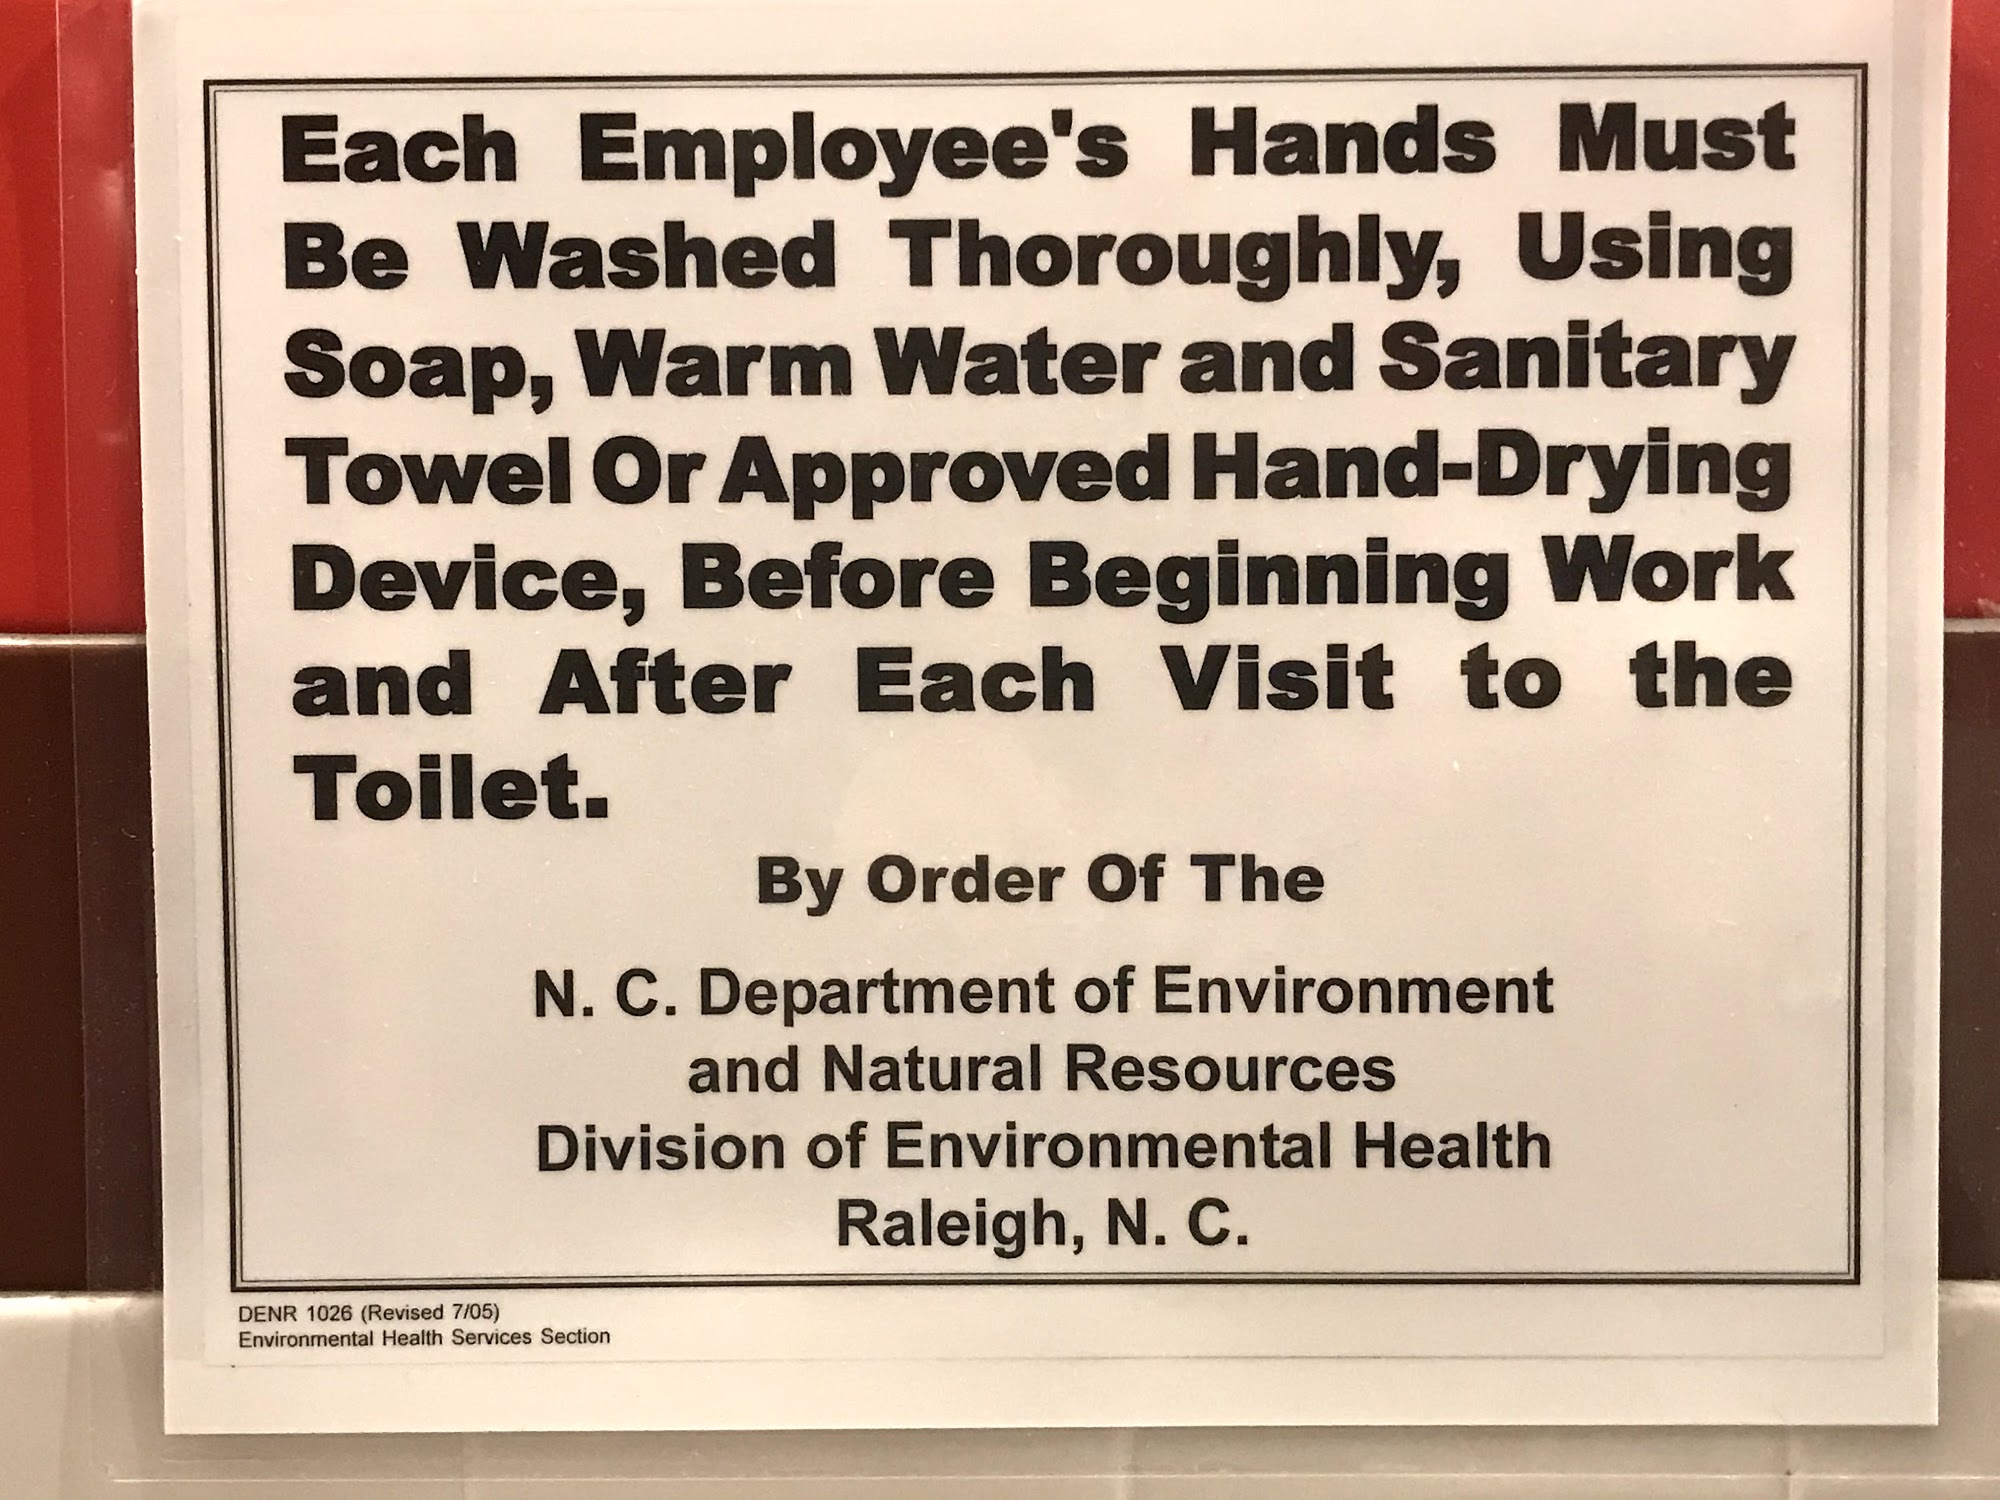 Each Employee's Hands Must
Be Washed Thoroughly, Using
Soap, Warm Water and Sanitary
Towel Or Approved Hand-Drying
Device, Before Beginning Work
and After Each Visit to the
Toilet.
By Order Of The
N. C. Department of Environment
and Natural Resources
Division of Environmental Health
Raleigh, N. C.
DENR 1026 (Revised 7/05)
Environmental Health Services Section